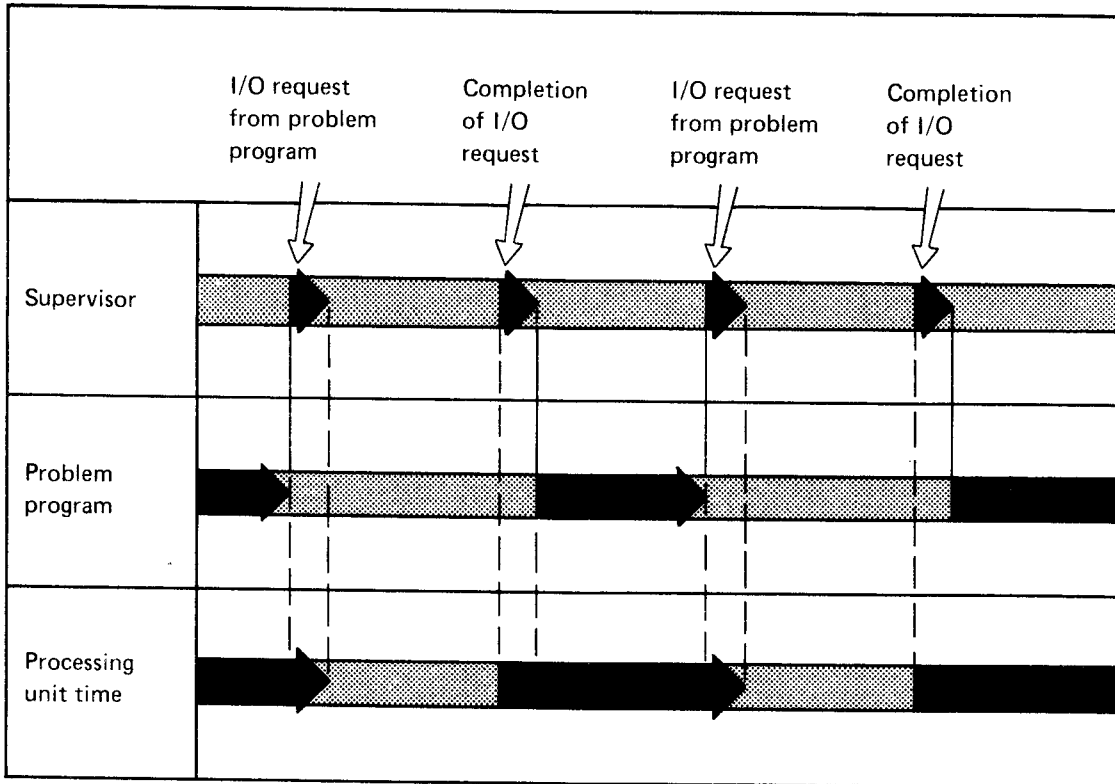 I/O request
from problem
program
Completion
of I/O
request
I/O request
from problem
program
Completion
of I/O
request
Supervisor
Problem
program
Processing
unit time